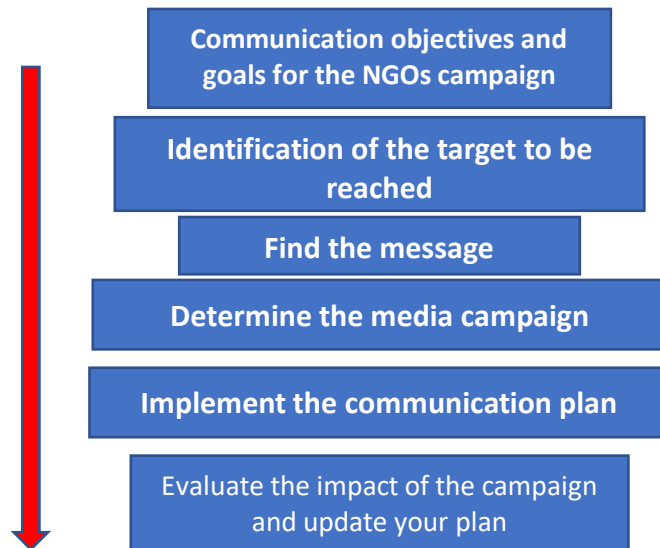 Communication objectives and
goals for the NGOs campaign
Identification of the target to be
reached
Find the message
Determine the media campaign
Implement the communication plan
Evaluate the impact of the campaign
and update your plan